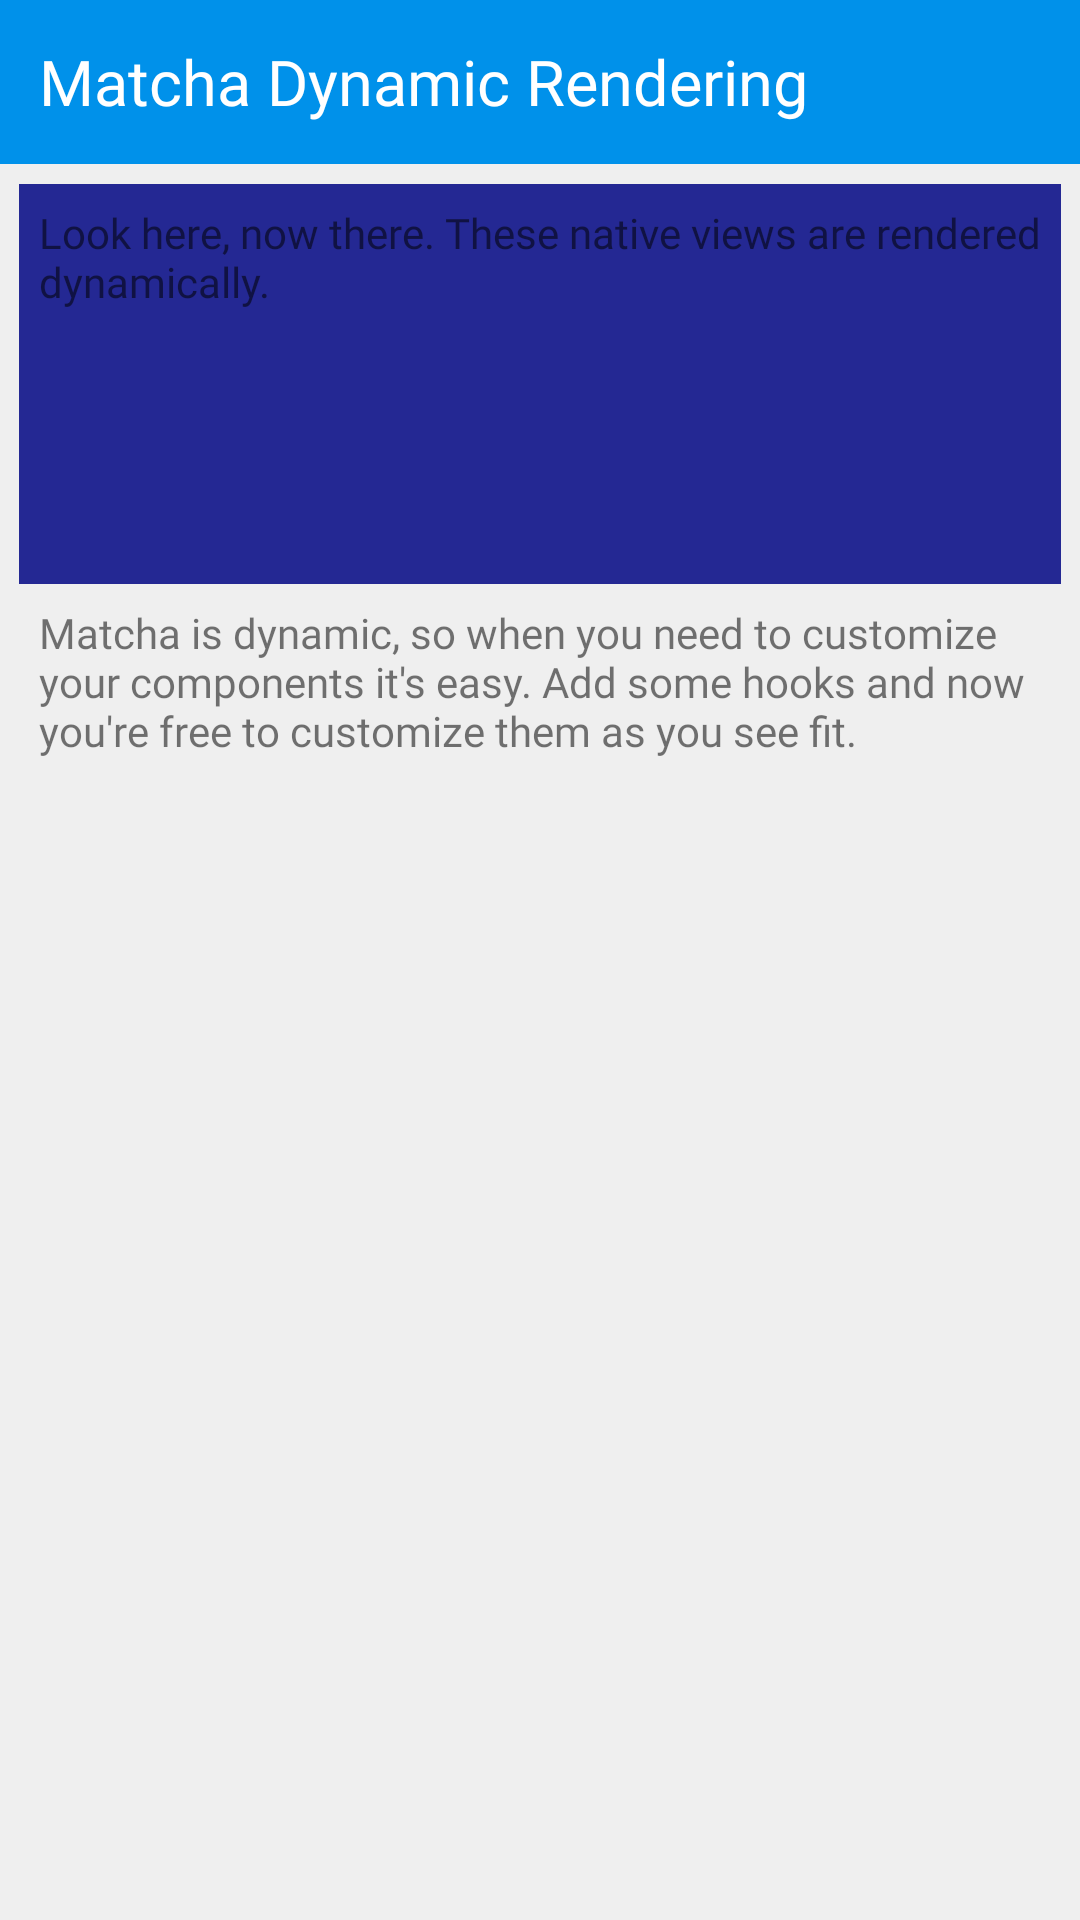 Matcha Dynamic Rendering
Look here, now there. These native views are rendered
dynamically.
Matcha is dynamic, so when you need to customize
your components it's easy. Add some hooks and now
you're free to customize them as you see fit.